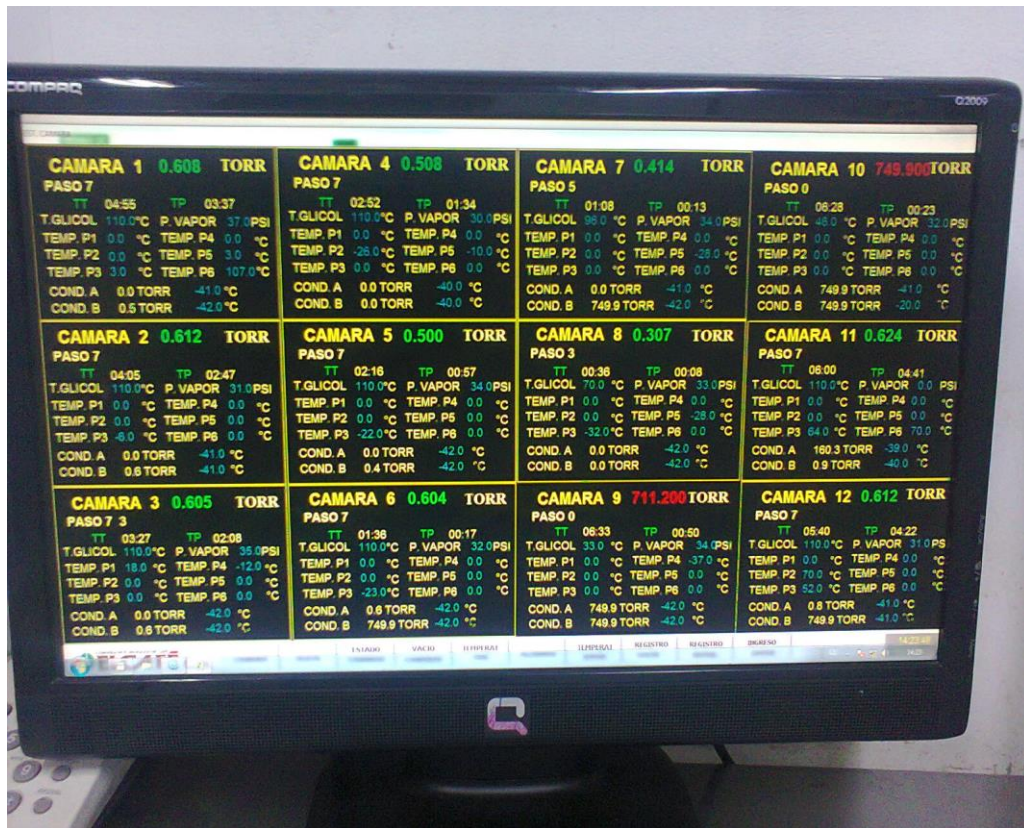 COMPAQ
Q2009
CAMARA 1 0.608 TORR
PASO 7
TT 04:55 TP 03:37
T.GLICOL 110.0°C P. VAPOR 37.0PSI
TEMP. P1 0.0 °C TEMP. P4 0.0 °C
TEMP. P2 0.0 °C TEMP. P5 3.0 °C
TEMP. P3 3.0 °C TEMP. P6 107.0°C
COND. A 0.0 TORR -41.0 °C
COND. B 0.5 TORR -42.0 °C
CAMARA 4 0.508 TORR
PASO 7
TT 02:52 TP 01:34
T.GLICOL 110.0°C P. VAPOR 30.0PSI
TEMP. P1 0.0 °C TEMP. P4 0.0 °C
TEMP. P2 -26.0°C TEMP. P5 -10.0 °C
TEMP. P3 0.0 °C TEMP. P6 0.0 °C
COND. A 0.0 TORR -40.0 °C
COND. B 0.0 TORR -40.0 °C
CAMARA 7 0.414 TORR
PASO 5
TT 01:08 TP 00:13
T.GLICOL 96.0 °C P. VAPOR 34.0PSI
TEMP. P1 0.0 °C TEMP. P4 0.0 °C
TEMP. P2 0.0 °C TEMP. P5 -28.0 °C
TEMP. P3 0.0 °C TEMP. P6 0.0 °C
COND. A 0.0 TORR -41.0 °C
COND. B 749.9 TORR -42.0 °C
CAMARA 10 749.900TORR
PASO 0
TT 06:28 TP 00:23
T.GLICOL 48.0 °C P. VAPOR 32.0PSI
TEMP. P1 0.0 °C TEMP. P4 0.0 °C
TEMP. P2 0.0 °C TEMP. P5 0.0 °C
TEMP. P3 0.0 °C TEMP. P6 0.0 °C
COND. A 749.9 TORR -41.0 °C
COND. B 749.9 TORR -20.0 °C
CAMARA 2 0.612 TORR
PASO 7
TT 04:05 TP 02:47
T.GLICOL 110.0°C P. VAPOR 31.0PSI
TEMP. P1 0.0 °C TEMP. P4 0.0 °C
TEMP. P2 0.0 °C TEMP. P5 0.0 °C
TEMP. P3 -6.0 °C TEMP. P6 0.0 °C
COND. A 0.0 TORR -41.0 °C
COND. B 0.6 TORR -41.0 °C
CAMARA 5 0.500 TORR
PASO 7
TT 02:16 TP 00:57
T.GLICOL 110.0°C P. VAPOR 34.0PSI
TEMP. P1 0.0 °C TEMP. P4 0.0 °C
TEMP. P2 0.0 °C TEMP. P5 0.0 °C
TEMP. P3 -22.0°C TEMP. P6 0.0 °C
COND. A 0.0 TORR -42.0 °C
COND. B 0.4 TORR -42.0 °C
CAMARA 8 0.307 TORR
PASO 3
TT 00:36 TP 00:08
T.GLICOL 70.0 °C P. VAPOR 33.0PSI
TEMP. P1 0.0 °C TEMP. P4 0.0 °C
TEMP. P2 0.0 °C TEMP. P5 -28.0 °C
TEMP. P3 -32.0°C TEMP. P6 0.0 °C
COND. A 0.0 TORR -42.0 °C
COND. B 0.0 TORR -42.0 °C
CAMARA 11 0.624 TORR
PASO 7
TT 06:00 TP 04:41
T.GLICOL 110.0°C P. VAPOR 0.0 PSI
TEMP. P1 0.0 °C TEMP. P4 0.0 °C
TEMP. P2 0.0 °C TEMP. P5 0.0 °C
TEMP. P3 64.0 °C TEMP. P6 70.0 °C
COND. A 160.3 TORR -39.0 °C
COND. B 0.9 TORR -40.0 °C
CAMARA 3 0.605 TORR
PASO 7 3
TT 03:27 TP 02:08
T.GLICOL 110.0°C P. VAPOR 35.0PSI
TEMP. P1 18.0 °C TEMP. P4 -12.0 °C
TEMP. P2 0.0 °C TEMP. P5 0.0 °C
TEMP. P3 0.0 °C TEMP. P6 0.0 °C
COND. A 0.0 TORR -42.0 °C
COND. B 0.6 TORR -42.0 °C
CAMARA 6 0.604 TORR
PASO 7
TT 01:36 TP 00:17
T.GLICOL 110.0°C P. VAPOR 32.0PSI
TEMP. P1 0.0 °C TEMP. P4 0.0 °C
TEMP. P2 0.0 °C TEMP. P5 0.0 °C
TEMP. P3 -23.0°C TEMP. P6 0.0 °C
COND. A 0.6 TORR -42.0 °C
COND. B 749.9 TORR -42.0 °C
CAMARA 9 711.200TORR
PASO 0
TT 06:33 TP 00:50
T.GLICOL 33.0 °C P. VAPOR 34.0PSI
TEMP. P1 0.0 °C TEMP. P4 -37.0 °C
TEMP. P2 0.0 °C TEMP. P5 0.0 °C
TEMP. P3 0.0 °C TEMP. P6 0.0 °C
COND. A 749.9 TORR -42.0 °C
COND. B 749.9 TORR -42.0 °C
CAMARA 12 0.612 TORR
PASO 7
TT 05:40 TP 04:22
T.GLICOL 110.0°C P. VAPOR 31.0 PS
TEMP. P1 0.0 °C TEMP. P4 0.0 °C
TEMP. P2 70.0 °C TEMP. P5 0.0 °C
TEMP. P3 52.0 °C TEMP. P6 0.0 °C
COND. A 0.8 TORR -41.0 °C
COND. B 749.9 TORR -42.0 °C
ESTADO VACIO TEMPERAT TEMPERAT REGISTRO REGISTRO INGRESO